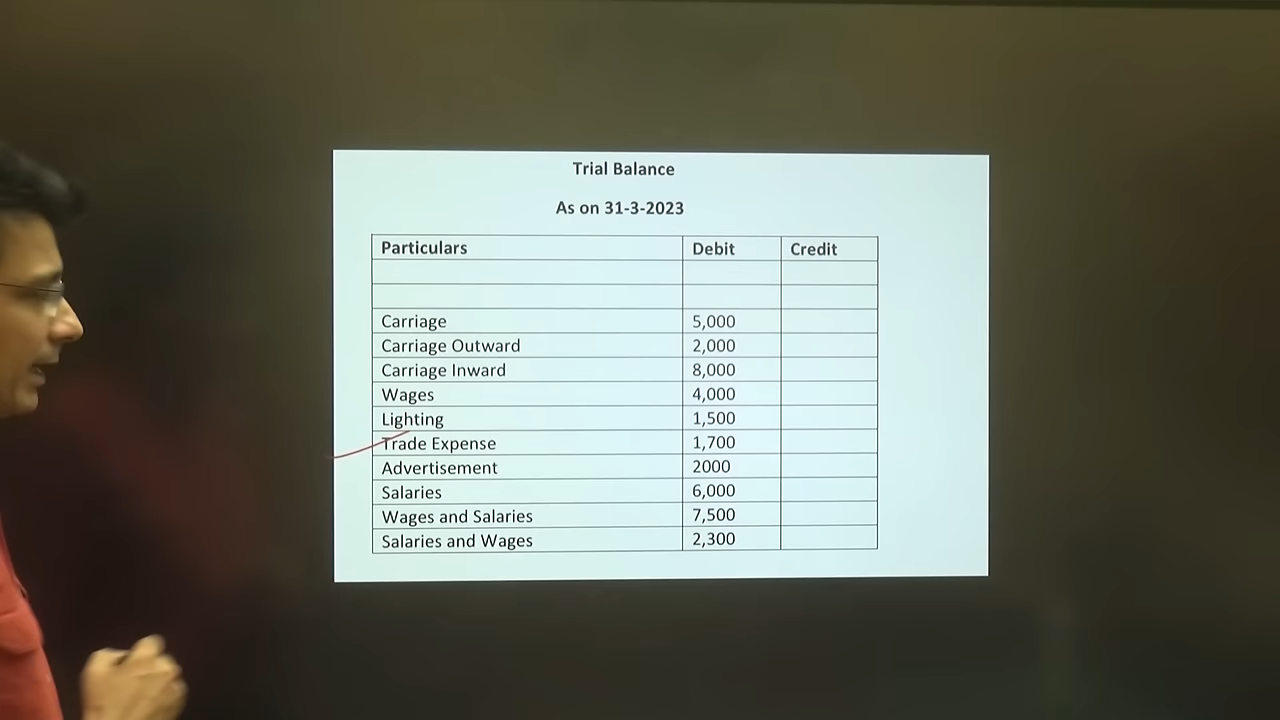 Trial Balance
As on 31-3-2023
Particulars Debit Credit
Carriage 5,000
Carriage Outward 2,000
Carriage Inward 8,000
Wages 4,000
Lighting 1,500
Trade Expense 1,700
Advertisement 2000
Salaries 6,000
Wages and Salaries 7,500
Salaries and Wages 2,300